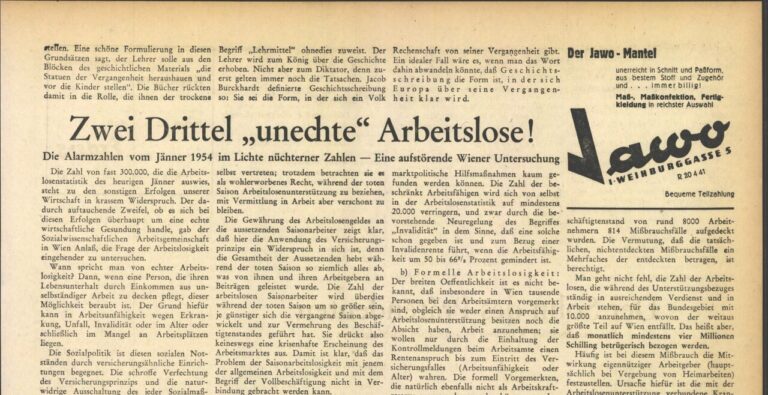 stellen. Eine schöne Formulierung in diesen
Grundsätzen sagt, der Lehrer solle aus den
Blöcken des geschichtlichen Materials „die
Statuen der Vergangenheit heraushauen und
vor die Kinder stellen“. Die Bücher rückten
damit in die Rolle, die ihnen der trockene
Begriff „Lehrmittel“ ohnedies zuweist. Der
Lehrer wird zum König über die Geschichte
erhoben. Nicht aber zum Diktator, denn zu-
erst gelten immer noch die Tatsachen. Jacob
Burckhardt definierte Geschichtsschreibung
so: Sie sei die Form, in der sich ein Volk
Rechenschaft von seiner Vergangenheit gibt.
Ein idealer Fall wäre es, wenn man das Wort
dahin abwandeln könnte, daß Geschichts-
schreibung die Form ist, in der sich
Europa über seine Vergangen-
heit klar wird.
Der Jawo - Mantel
unerreicht in Schnitt und Paßform,
aus bestem Stoff und Zugehör
und . . . immer billig!
Maß-, Maßkonfektion, Fertig-
kleidung in reichster Auswahl
Jawo
I. WEIHBURGGASSE 5
R 20 4 41
Bequeme Teilzahlung
Zwei Drittel „unechte“ Arbeitslose!
Die Alarmzahlen vom Jänner 1954 im Lichte nüchterner Zahlen — Eine aufstörende Wiener Untersuchung
Die Zahl von fast 300.000, die die Arbeits-
losenstatistik des heurigen Jänner auswies,
steht zu den sonstigen Erfolgen unserer
Wirtschaft in krassem Widerspruch. Der da-
durch auftauchende Zweifel, ob es sich bei
diesen Erfolgen überhaupt um eine echte
wirtschaftliche Gesundung handle, gab der
Sozialwissenschaftlichen Arbeitsgemeinschaft
in Wien Anlaß, die Frage der Arbeitslosigkeit
eingehender zu untersuchen.
Wann spricht man von echter Arbeits-
losigkeit? Dann, wenn eine Person, die ihren
Lebensunterhalt durch Einkommen aus un-
selbständiger Arbeit zu decken pflegt, dieser
Möglichkeit beraubt ist. Der Grund hiefür
kann in Arbeitsunfähigkeit wegen Erkran-
kung, Unfall, Invalidität oder im Alter oder
schließlich im Mangel an Arbeitsplätzen
liegen.
Die Sozialpolitik ist diesen sozialen Not-
ständen durch versicherungsähnliche Einrich-
tungen begegnet. Die schroffe Verfechtung
des Versicherungsprinzips und die natur-
widrige Ausschaltung des jeder Sozialmaß-
selbst vertreten; trotzdem betrachten sie es
als wohlerworbenes Recht, während der toten
Saison Arbeitslosenunterstützung zu beziehen,
mit Vermittlung in Arbeit aber verschont zu
bleiben.
Die Gewährung des Arbeitslosengeldes an
die aussetzenden Saisonarbeiter zeigt klar,
daß hier die Anwendung des Versicherungs-
prinzips ein Widerspruch in sich ist, denn
die Gesamtheit der Aussetzenden hebt wäh-
rend der toten Saison so ziemlich alles ab,
was von ihnen und ihren Arbeitgebern an
Beiträgen geleistet wurde. Die Zahl der
arbeitslosen Saisonarbeiter wird überdies
während der toten Saison um so größer sein,
je günstiger sich die vergangene Saison abge-
wickelt und zur Vermehrung des Beschäf-
tigtenstandes geführt hat. Sie drückt also
keineswegs eine krisenhafte Erscheinung des
Arbeitsmarktes aus. Damit ist klar, daß das
Problem der Saisonarbeitslosigkeit mit jenem
der allgemeinen Arbeitslosigkeit und mit dem
Begriff der Vollbeschäftigung nicht in Ver-
bindung gebracht werden kann.
marktpolitische Hilfsmaßnahmen kaum ge-
funden werden können. Die Zahl der be-
schränkt Arbeitsfähigen wird sich von selbst
in der Arbeitslosenstatistik auf mindestens
20.000 verringern, und zwar durch die be-
vorstehende Neuregelung des Begriffes
„Invalidität“ in dem Sinne, daß eine solche
schon gegeben ist und zum Bezug einer
Invalidenrente führt, wenn die Arbeitsfähig-
keit um 50 bis 66⅔ Prozent gemindert ist.
b) Formelle Arbeitslosigkeit:
Der breiten Öffentlichkeit ist es nicht be-
kannt, daß insbesondere in Wien tausende
Personen bei den Arbeitsämtern vorgemerkt
sind, obgleich sie weder einen Anspruch auf
Arbeitslosenunterstützung besitzen noch die
Absicht haben, Arbeit anzunehmen; sie
wollen nur durch die Einhaltung der
Kontrollmeldungen beim Arbeitsamte einen
Rentenanspruch bis zum Eintritt des Ver-
sicherungsfalles (Arbeitsunfähigkeit oder
Alter) wahren. Die formell Vorgemerkten,
die natürlich ebenfalls nicht als Arbeitskraft-
schäftigtenstand von rund 8000 Arbeit-
nehmern 814 Mißbrauchsfälle aufgedeckt
wurden. Die Vermutung, daß die tatsäch-
lichen, nichtentdeckten Mißbrauchsfälle ein
Mehrfaches der entdeckten betragen, ist
berechtigt.
Man geht nicht fehl, die Zahl der Arbeits-
losen, die während des Unterstützungsbezuges
ständig in ausreichendem Verdienst und in
Arbeit stehen, für das Bundesgebiet mit
10.000 anzunehmen, wovon der weitaus
größte Teil auf Wien entfällt. Das heißt aber,
daß monatlich mindestens vier Millionen
Schilling betrügerisch bezogen werden.
Häufig ist bei diesem Mißbrauch die Mit-
wirkung eigennütziger Arbeitgeber (haupt-
sächlich bei Vergebung von Heimarbeiten)
festzustellen. Ursache hiefür ist die mit der